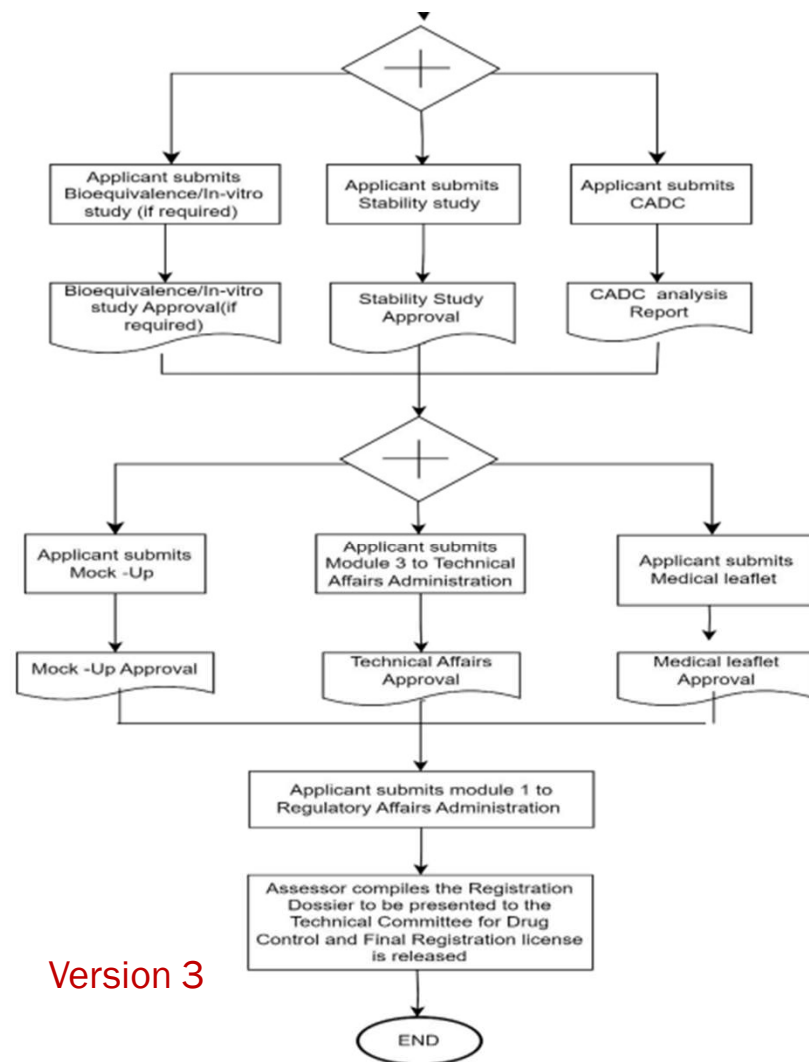 Applicant submits
Bioequivalence/In-vitro
study (if required)
Applicant submits
Stability study
Applicant submits
CADC
Bioequivalence/In-vitro
study Approval(if
required)
Stability Study
Approval
CADC analysis
Report
Applicant submits
Mock -Up
Applicant submits
Module 3 to Technical
Affairs Administration
Applicant submits
Medical leaflet
Mock -Up Approval
Technical Affairs
Approval
Medical leaflet
Approval
Applicant submits module 1 to
Regulatory Affairs Administration
Assessor compiles the Registration
Dossier to be presented to the
Technical Committee for Drug
Control and Final Registration license
is released
Version 3
END